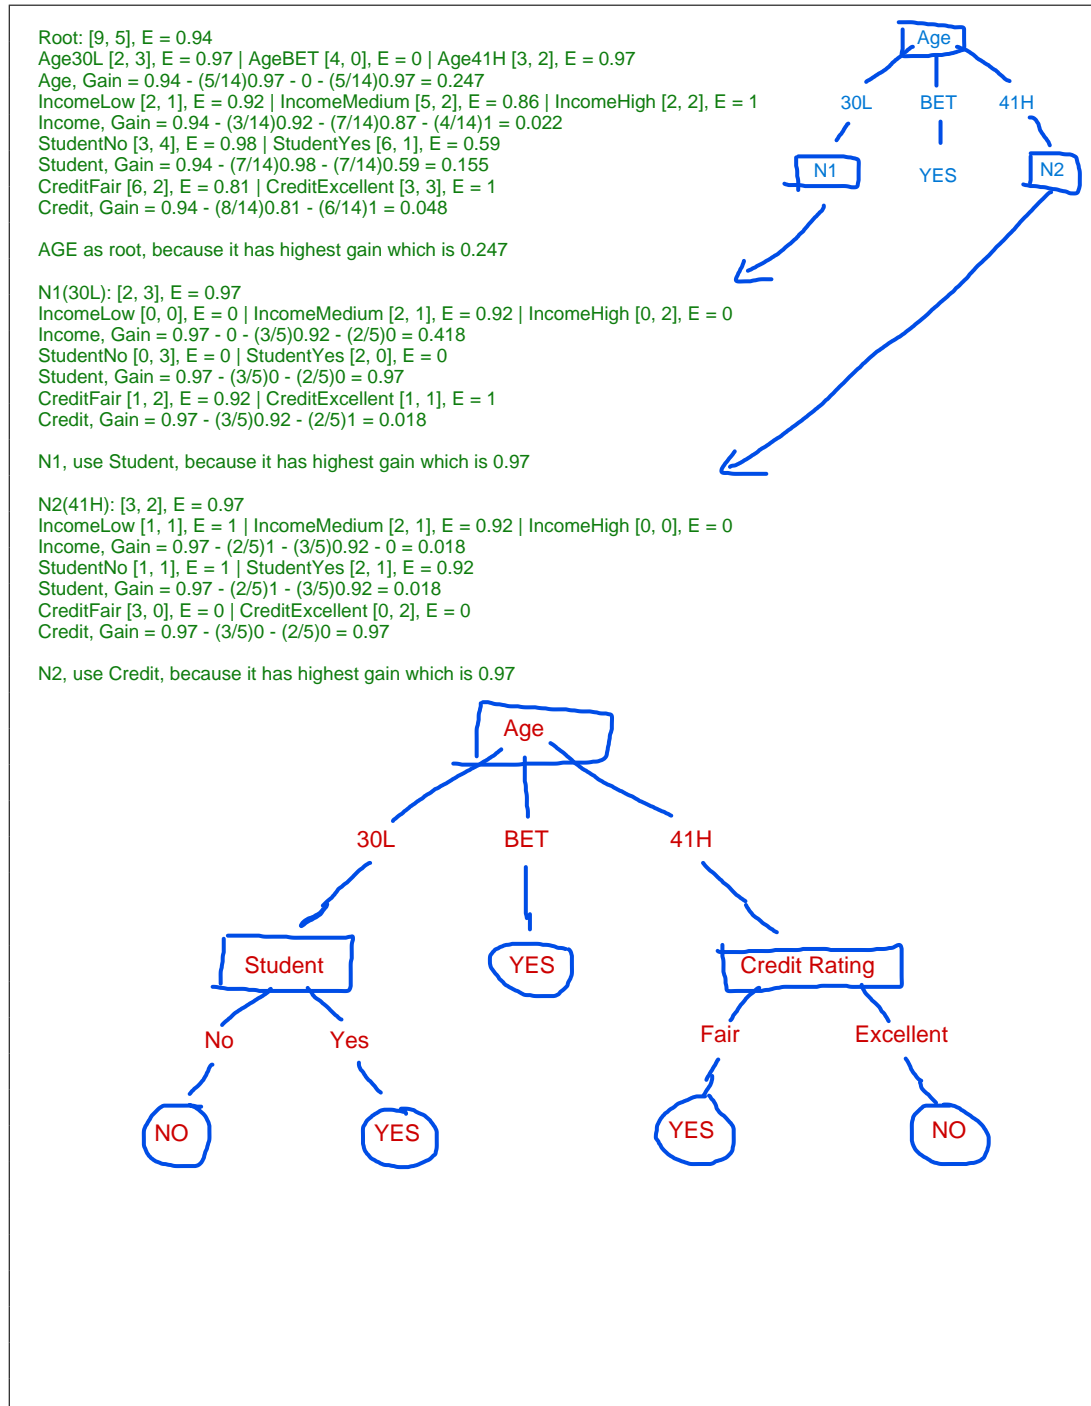 Root: [9, 5], E = 0.94
Age30L [2, 3], E = 0.97 | AgeBET [4, 0], E = 0 | Age41H [3, 2], E = 0.97
Age, Gain = 0.94 - (5/14)0.97 - 0 - (5/14)0.97 = 0.247
IncomeLow [2, 1], E = 0.92 | IncomeMedium [5, 2], E = 0.86 | IncomeHigh [2, 2], E = 1
Income, Gain = 0.94 - (3/14)0.92 - (7/14)0.87 - (4/14)1 = 0.022
StudentNo [3, 4], E = 0.98 | StudentYes [6, 1], E = 0.59
Student, Gain = 0.94 - (7/14)0.98 - (7/14)0.59 = 0.155
CreditFair [6, 2], E = 0.81 | CreditExcellent [3, 3], E = 1
Credit, Gain = 0.94 - (8/14)0.81 - (6/14)1 = 0.048
AGE as root, because it has highest gain which is 0.247
Age
30L BET 41H
N1 YES N2
N1(30L): [2, 3], E = 0.97
IncomeLow [0, 0], E = 0 | IncomeMedium [2, 1], E = 0.92 | IncomeHigh [0, 2], E = 0
Income, Gain = 0.97 - 0 - (3/5)0.92 - (2/5)0 = 0.418
StudentNo [0, 3], E = 0 | StudentYes [2, 0], E = 0
Student, Gain = 0.97 - (3/5)0 - (2/5)0 = 0.97
CreditFair [1, 2], E = 0.92 | CreditExcellent [1, 1], E = 1
Credit, Gain = 0.97 - (3/5)0.92 - (2/5)1 = 0.018
N1, use Student, because it has highest gain which is 0.97
N2(41H): [3, 2], E = 0.97
IncomeLow [1, 1], E = 1 | IncomeMedium [2, 1], E = 0.92 | IncomeHigh [0, 0], E = 0
Income, Gain = 0.97 - (2/5)1 - (3/5)0.92 - 0 = 0.018
StudentNo [1, 1], E = 1 | StudentYes [2, 1], E = 0.92
Student, Gain = 0.97 - (2/5)1 - (3/5)0.92 = 0.018
CreditFair [3, 0], E = 0 | CreditExcellent [0, 2], E = 0
Credit, Gain = 0.97 - (3/5)0 - (2/5)0 = 0.97
N2, use Credit, because it has highest gain which is 0.97
Age
30L BET 41H
Student YES Credit Rating
No Yes Fair Excellent
NO YES YES NO